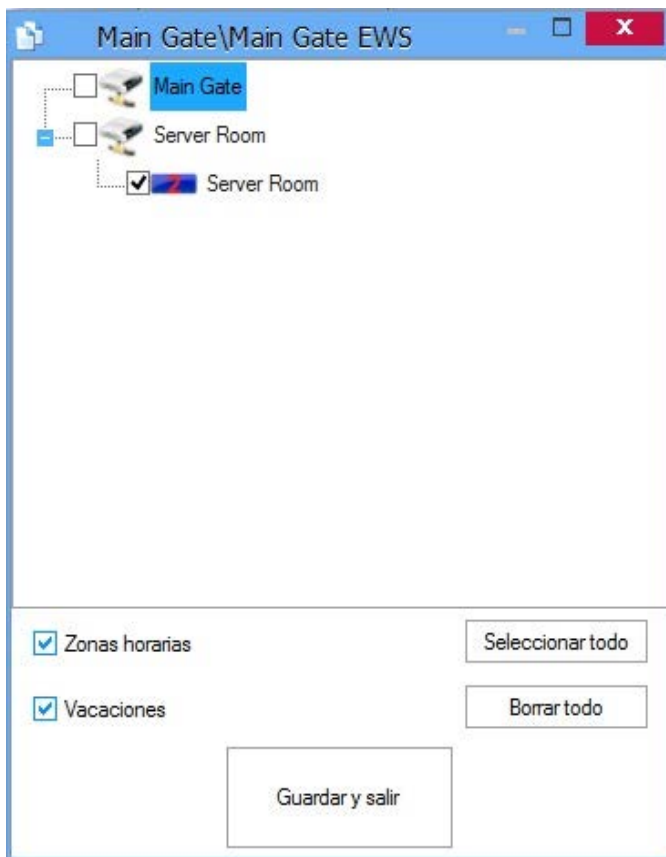 Main Gate\Main Gate EWS
Main Gate
Server Room
Z Server Room
Zonas horarias
Seleccionar todo
Vacaciones
Borrar todo
Guardar y salir